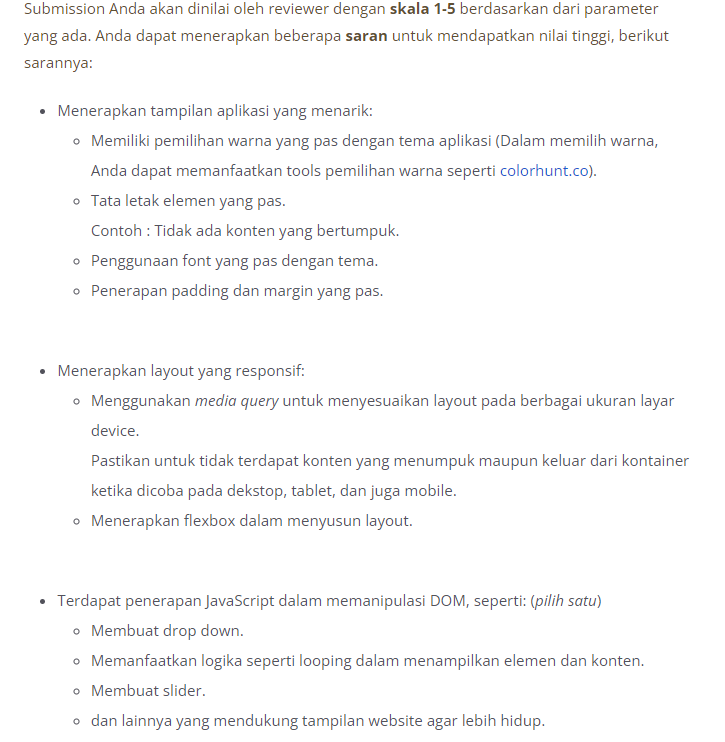 Submission Anda akan dinilai oleh reviewer dengan skala 1-5 berdasarkan dari parameter
yang ada. Anda dapat menerapkan beberapa saran untuk mendapatkan nilai tinggi, berikut
sarannya:
• Menerapkan tampilan aplikasi yang menarik:
◦ Memiliki pemilihan warna yang pas dengan tema aplikasi (Dalam memilih warna,
Anda dapat memanfaatkan tools pemilihan warna seperti colorhunt.co).
◦ Tata letak elemen yang pas.
Contoh : Tidak ada konten yang bertumpuk.
◦ Penggunaan font yang pas dengan tema.
◦ Penerapan padding dan margin yang pas.
• Menerapkan layout yang responsif:
◦ Menggunakan media query untuk menyesuaikan layout pada berbagai ukuran layar
device.
Pastikan untuk tidak terdapat konten yang menumpuk maupun keluar dari kontainer
ketika dicoba pada dekstop, tablet, dan juga mobile.
◦ Menerapkan flexbox dalam menyusun layout.
• Terdapat penerapan JavaScript dalam memanipulasi DOM, seperti: (pilih satu)
◦ Membuat drop down.
◦ Memanfaatkan logika seperti looping dalam menampilkan elemen dan konten.
◦ Membuat slider.
◦ dan lainnya yang mendukung tampilan website agar lebih hidup.